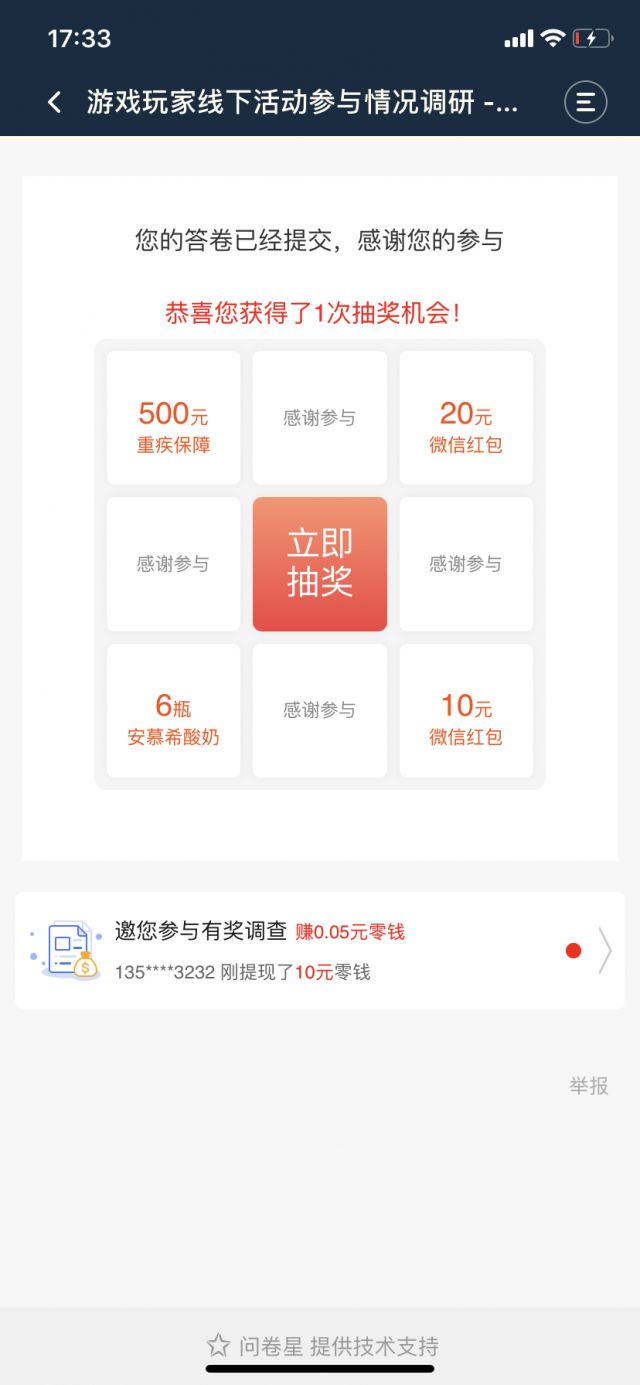 17:33
游戏玩家线下活动参与情况调研 -...
您的答卷已经提交，感谢您的参与
恭喜您获得了1次抽奖机会！
500元
重疾保障
感谢参与
20元
微信红包
感谢参与
立即
抽奖
感谢参与
6瓶
安慕希酸奶
感谢参与
10元
微信红包
邀您参与有奖调查 赚0.05元零钱
135****3232 刚提现了10元零钱
举报
问卷星 提供技术支持